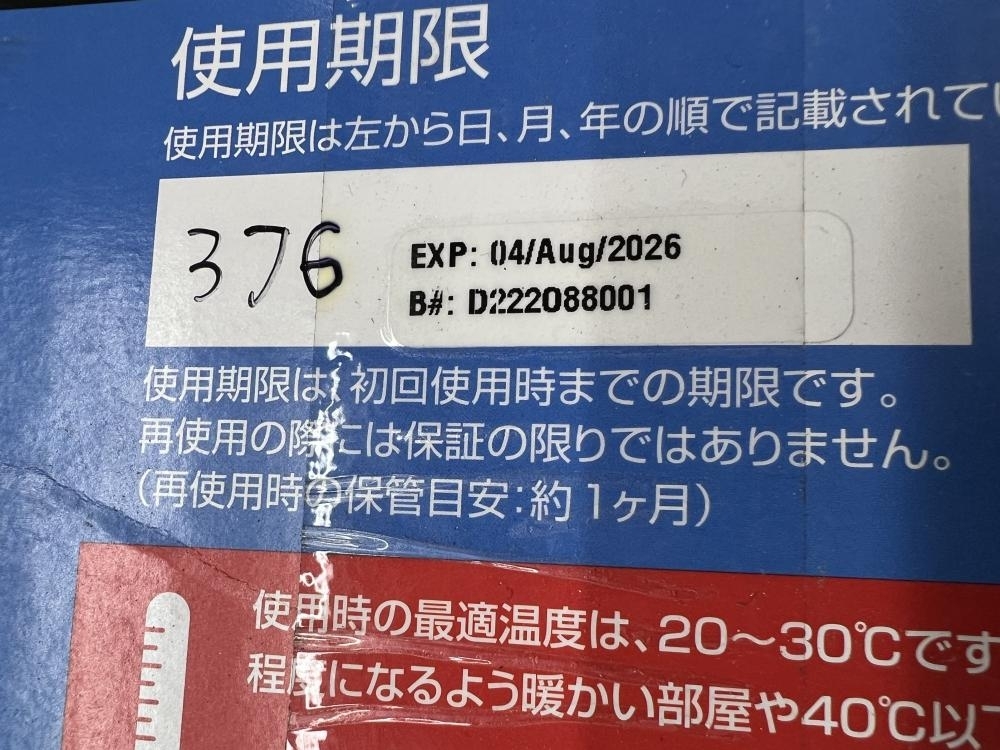 使用期限
使用期限は左から日、月、年の順で記載されてい
376
EXP: 04/Aug/2026
B#: D222088001
使用期限は、初回使用時までの期限です。
再使用の際には保証の限りではありません。
(再使用時の保管目安:約1ヶ月)
使用時の最適温度は、20～30℃です
程度になるよう暖かい部屋や40℃以下